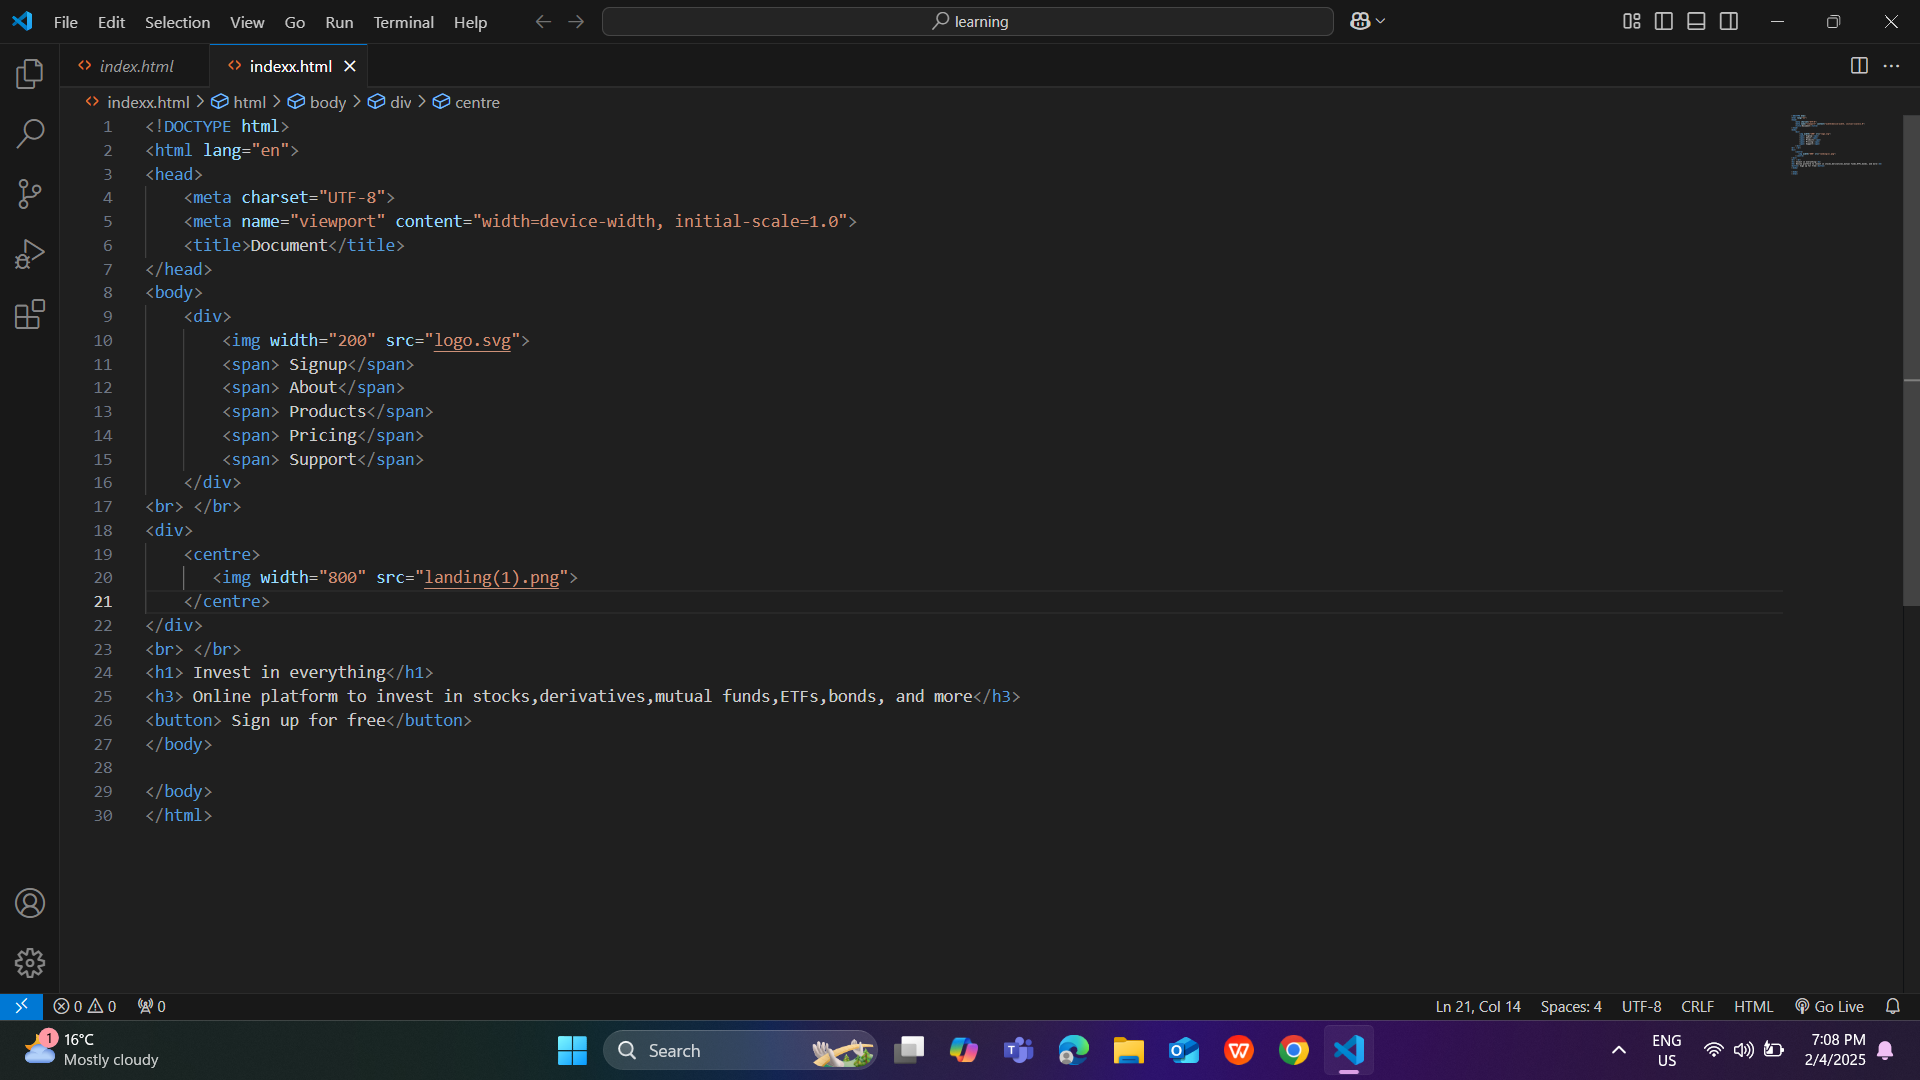 File Edit Selection View Go Run Terminal Help
learning
index.html
indexx.html
indexx.html > html > body > div > centre
1 <!DOCTYPE html>
2 <html lang="en">
3 <head>
4     <meta charset="UTF-8">
5     <meta name="viewport" content="width=device-width, initial-scale=1.0">
6     <title>Document</title>
7 </head>
8 <body>
9     <div>
10         <img width="200" src="logo.svg">
11         <span> Signup</span>
12         <span> About</span>
13         <span> Products</span>
14         <span> Pricing</span>
15         <span> Support</span>
16     </div>
17 <br> </br>
18 <div>
19     <centre>
20        <img width="800" src="landing(1).png">
21     </centre>
22 </div>
23 <br> </br>
24 <h1> Invest in everything</h1>
25 <h3> Online platform to invest in stocks,derivatives,mutual funds,ETFs,bonds, and more</h3>
26 <button> Sign up for free</button>
27 </body>
28
29 </body>
30 </html>
0 0 0
Ln 21, Col 14 Spaces: 4 UTF-8 CRLF HTML Go Live
1
16°C
Mostly cloudy
Search
ENG
US
7:08 PM
2/4/2025